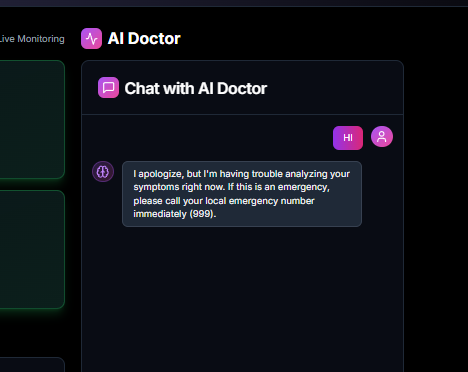 Live Monitoring
AI Doctor
Chat with AI Doctor
HI
I apologize, but I'm having trouble analyzing your
symptoms right now. If this is an emergency,
please call your local emergency number
immediately (999).